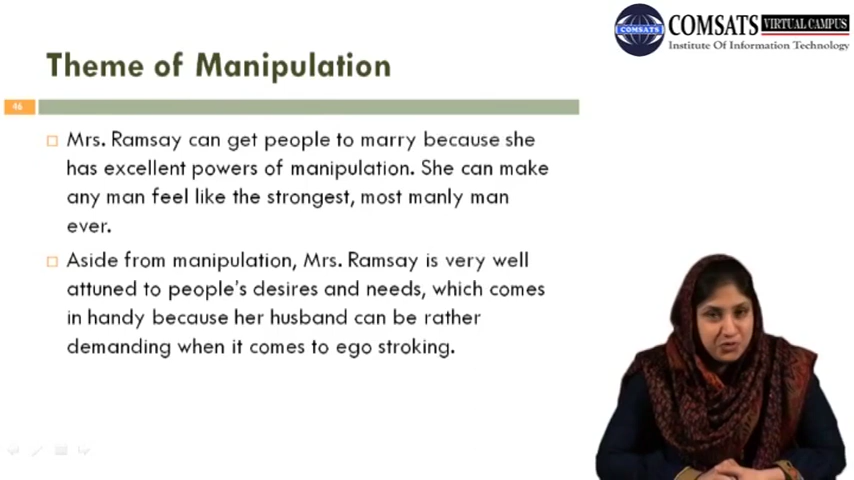 COMSATS VIRTUAL CAMPUS
COMSATS
Institute Of Information Technology
Theme of Manipulation
46
Mrs. Ramsay can get people to marry because she
has excellent powers of manipulation. She can make
any man feel like the strongest, most manly man
ever.
Aside from manipulation, Mrs. Ramsay is very well
attuned to people's desires and needs, which comes
in handy because her husband can be rather
demanding when it comes to ego stroking.